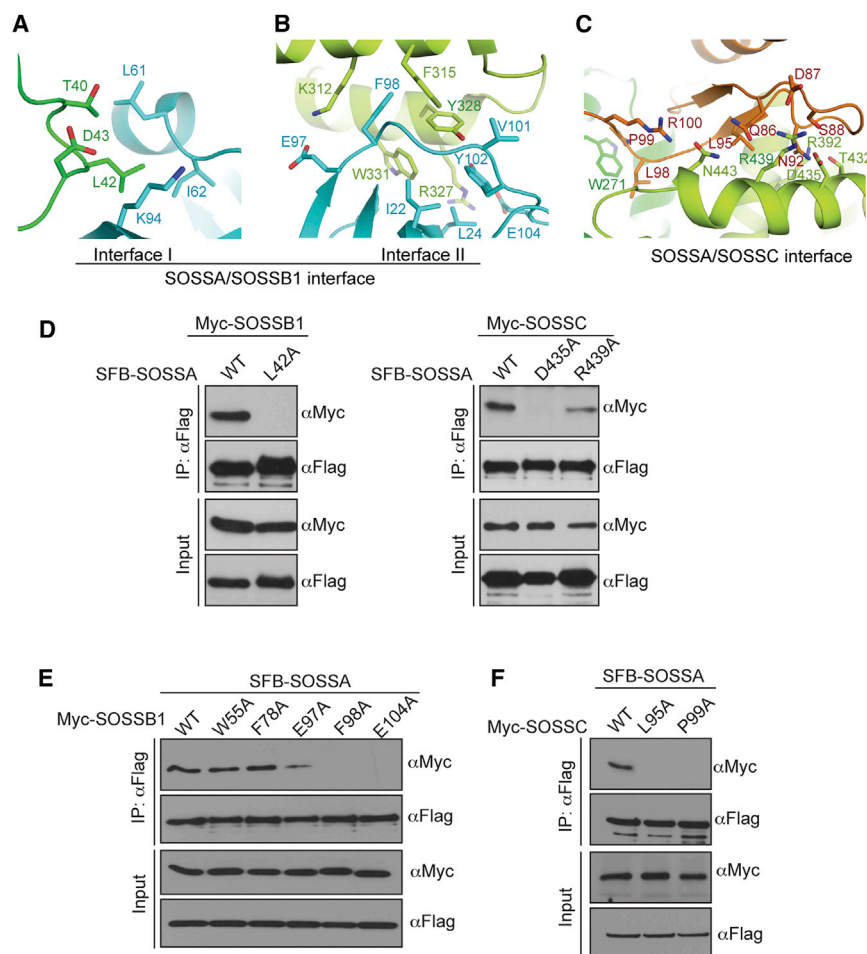 A
B
C
T40
L61
D43
L42
I62
K94
K312
F98
F315
Y328
V101
E97
Y102
W331
R327
I22
L24
E104
D87
R100
P99
L95
Q86
S88
R392
L98
N443
R439
N92
T432
D435
W271
Interface I
Interface II
SOSSA/SOSSB1 interface
SOSSA/SOSSC interface
D
Myc-SOSSB1
SFB-SOSSA
WT
L42A
IP: αFlag
αMyc
αFlag
Input
αMyc
αFlag
Myc-SOSSC
SFB-SOSSA
WT
D435A
R439A
IP: αFlag
αMyc
αFlag
Input
αMyc
αFlag
E
SFB-SOSSA
Myc-SOSSB1
WT
W55A
F78A
E97A
F98A
E104A
IP: αFlag
αMyc
αFlag
Input
αMyc
αFlag
F
SFB-SOSSA
Myc-SOSSC
WT
L95A
P99A
IP: αFlag
αMyc
αFlag
Input
αMyc
αFlag